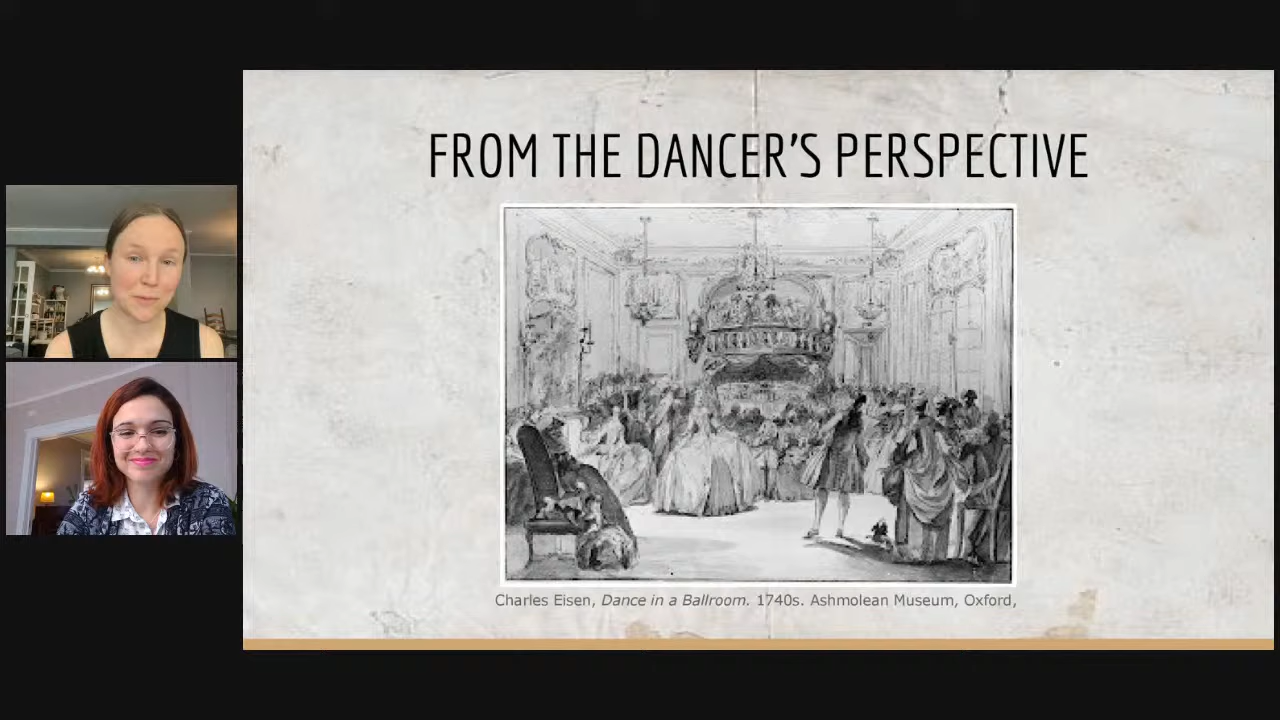 FROM THE DANCER’S PERSPECTIVE
Charles Eisen, Dance in a Ballroom. 1740s. Ashmolean Museum, Oxford,